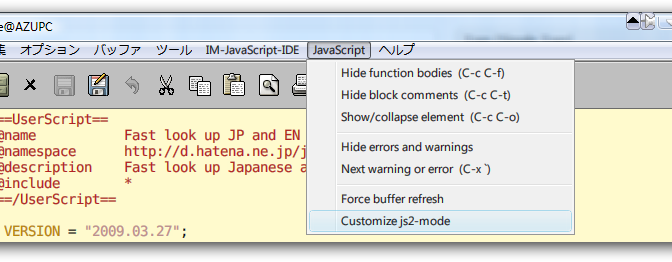 e@AZUPC
集 オプション バッファ ツール IM-JavaScript-IDE JavaScript ヘルプ
Hide function bodies (C-c C-f)
Hide block comments (C-c C-t)
Show/collapse element (C-c C-o)
Hide errors and warnings
Next warning or error (C-x `)
Force buffer refresh
Customize js2-mode
==UserScript==
@name Fast look up JP and EN
@namespace http://d.hatena.ne.jp/j
@description Fast look up Japanese a
@include *
==/UserScript==
VERSION = "2009.03.27";